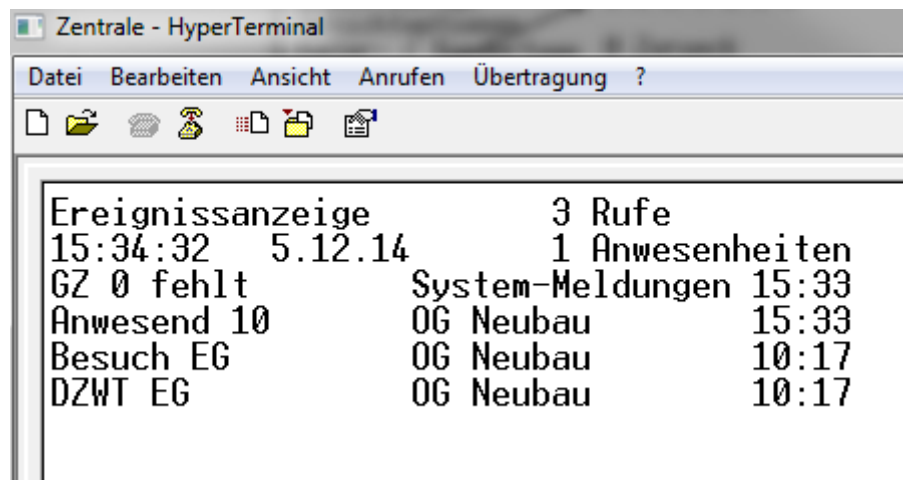 Zentrale - HyperTerminal
Datei Bearbeiten Ansicht Anrufen Übertragung ?
Ereignissanzeige 3 Rufe
15:34:32 5.12.14 1 Anwesenheiten
GZ 0 fehlt System-Meldungen 15:33
Anwesend 10 OG Neubau 15:33
Besuch EG OG Neubau 10:17
DZWT EG OG Neubau 10:17